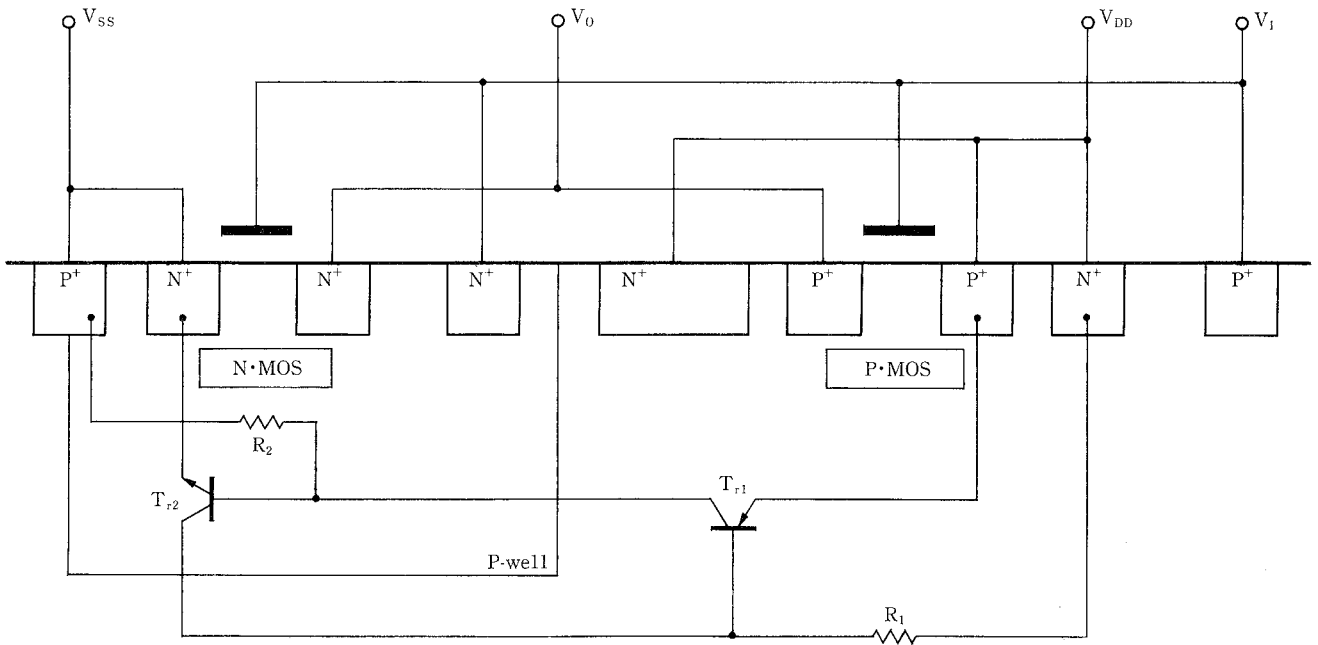 V_SS V_O V_DD V_I
P+ N+ N+ N+ N+ P+ P+ N+ P+
N・MOS P・MOS
R_2
T_r2 T_r1
P-well
R_1